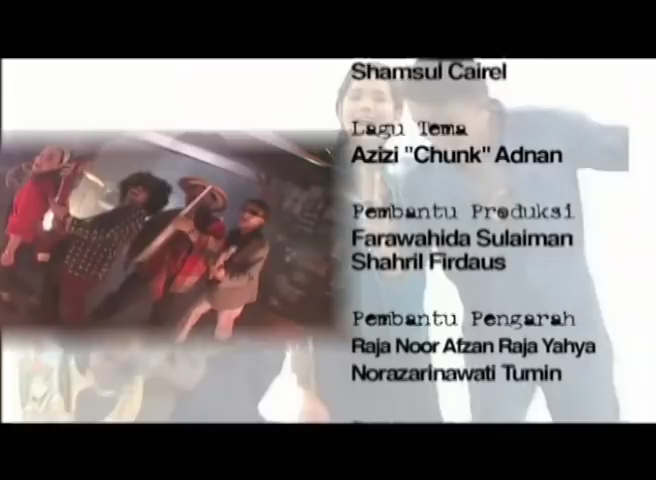 Shamsul Cairel
Lagu Tema
Azizi "Chunk" Adnan
Pembantu Produksi
Farawahida Sulaiman
Shahril Firdaus
Pembantu Pengarah
Raja Noor Afzan Raja Yahya
Norazarinawati Tumin